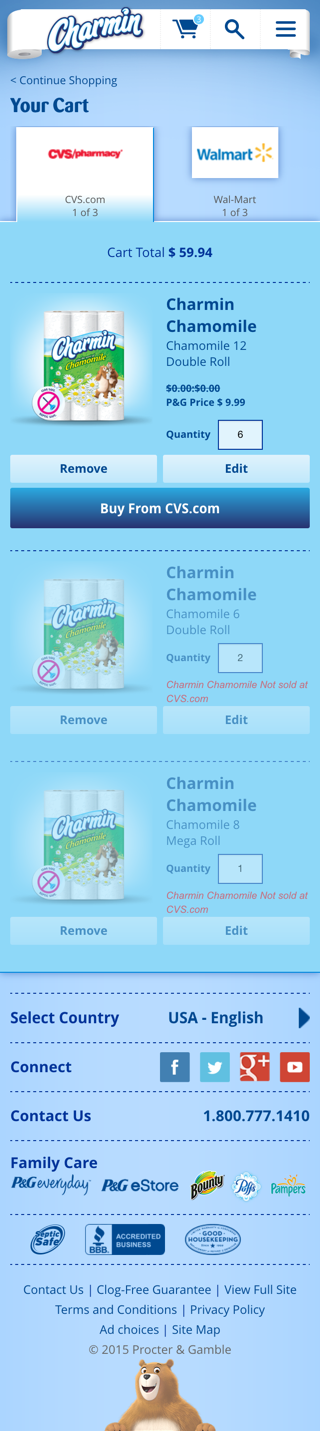 Charmin
3
< Continue Shopping
Your Cart
CVS/pharmacy
Walmart
CVS.com
1 of 3
Wal-Mart
1 of 3
Cart Total $ 59.94
Charmin
Chamomile
Charmin
Chamomile
Chamomile 12
Double Roll
$0.00:$0.00
P&G Price $ 9.99
Quantity 6
Remove
Edit
Buy From CVS.com
Charmin
Chamomile
Charmin
Chamomile
Chamomile 6
Double Roll
Quantity 2
Charmin Chamomile Not sold at
CVS.com
Remove
Edit
Charmin
Chamomile
Charmin
Chamomile
Chamomile 8
Mega Roll
Quantity 1
Charmin Chamomile Not sold at
CVS.com
Remove
Edit
Select Country USA - English
Connect
f
g+
Contact Us 1.800.777.1410
Family Care
P&G everyday
P&G eStore
Bounty
Puffs
Pampers
Septic
Safe
BBB
ACCREDITED
BUSINESS
GOOD
HOUSEKEEPING
Contact Us | Clog-Free Guarantee | View Full Site
Terms and Conditions | Privacy Policy
Ad choices | Site Map
© 2015 Procter & Gamble